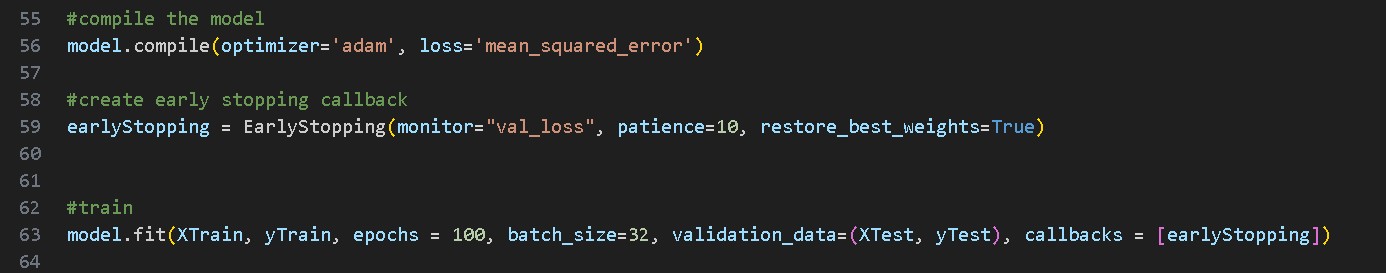 55 #compile the model
56 model.compile(optimizer='adam', loss='mean_squared_error')
57
58 #create early stopping callback
59 earlyStopping = EarlyStopping(monitor="val_loss", patience=10, restore_best_weights=True)
60
61
62 #train
63 model.fit(XTrain, yTrain, epochs = 100, batch_size=32, validation_data=(XTest, yTest), callbacks = [earlyStopping])
64